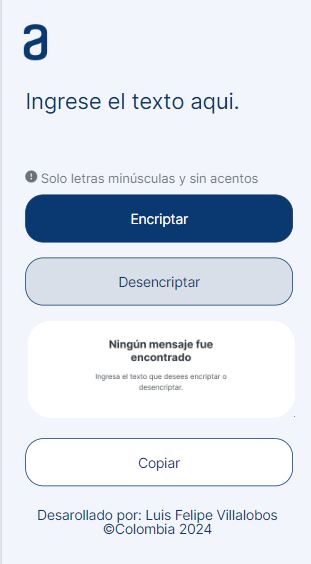 a
Ingrese el texto aqui.
Solo letras minúsculas y sin acentos
Encriptar
Desencriptar
Ningún mensaje fue
encontrado
Ingresa el texto que desees encriptar o
desencriptar.
Copiar
Desarollado por: Luis Felipe Villalobos
©Colombia 2024